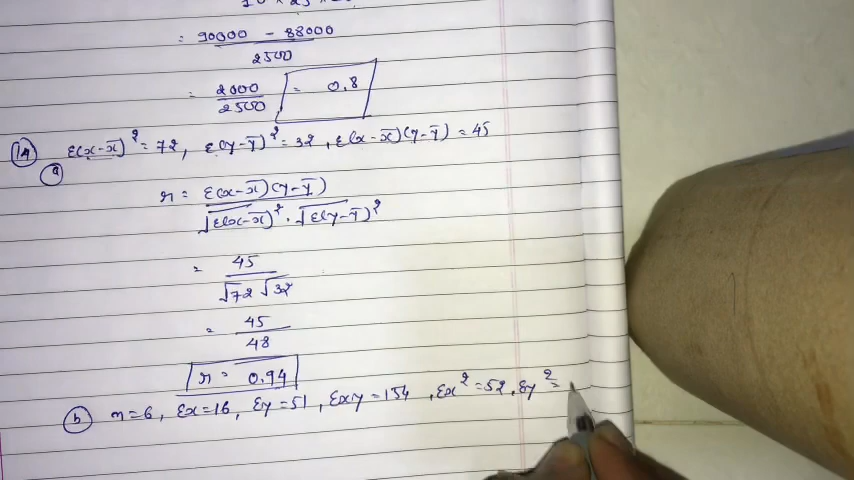 = 90000 - 88000
2500
= 2000
2500 = 0.8
14 Σ(x-x̄)² = 72, Σ(y-ȳ)² = 32, Σ(x-x̄)(y-ȳ) = 45
a
r = Σ(x-x̄)(y-ȳ)
√Σ(x-x̄)² . √Σ(y-ȳ)²
= 45
√72 √32
= 45
48
r = 0.94
b n=6, Σx=16, Σy=51, Σxy=154, Σx²=52, Σy²=